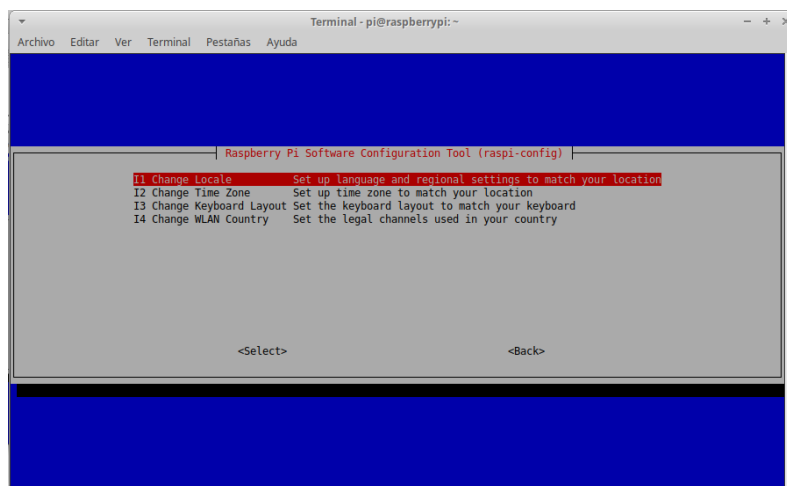 Terminal - pi@raspberrypi: ~
Archivo Editar Ver Terminal Pestañas Ayuda
Raspberry Pi Software Configuration Tool (raspi-config)
I1 Change Locale Set up language and regional settings to match your location
I2 Change Time Zone Set up time zone to match your location
I3 Change Keyboard Layout Set the keyboard layout to match your keyboard
I4 Change WLAN Country Set the legal channels used in your country
<Select> <Back>